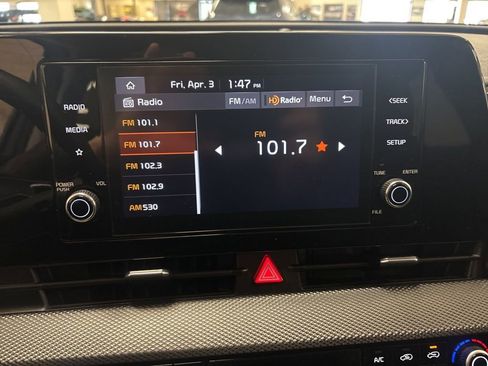 Fri, Apr. 3 1:47 PM
Radio FM/AM HD Radio Menu
RADIO
MEDIA
FM 101.1
FM 101.7
FM 102.3
FM 102.9
AM 530
FM
101.7
<SEEK
TRACK>
SETUP
POWER PUSH VOL
TUNE ENTER
FILE
A/C